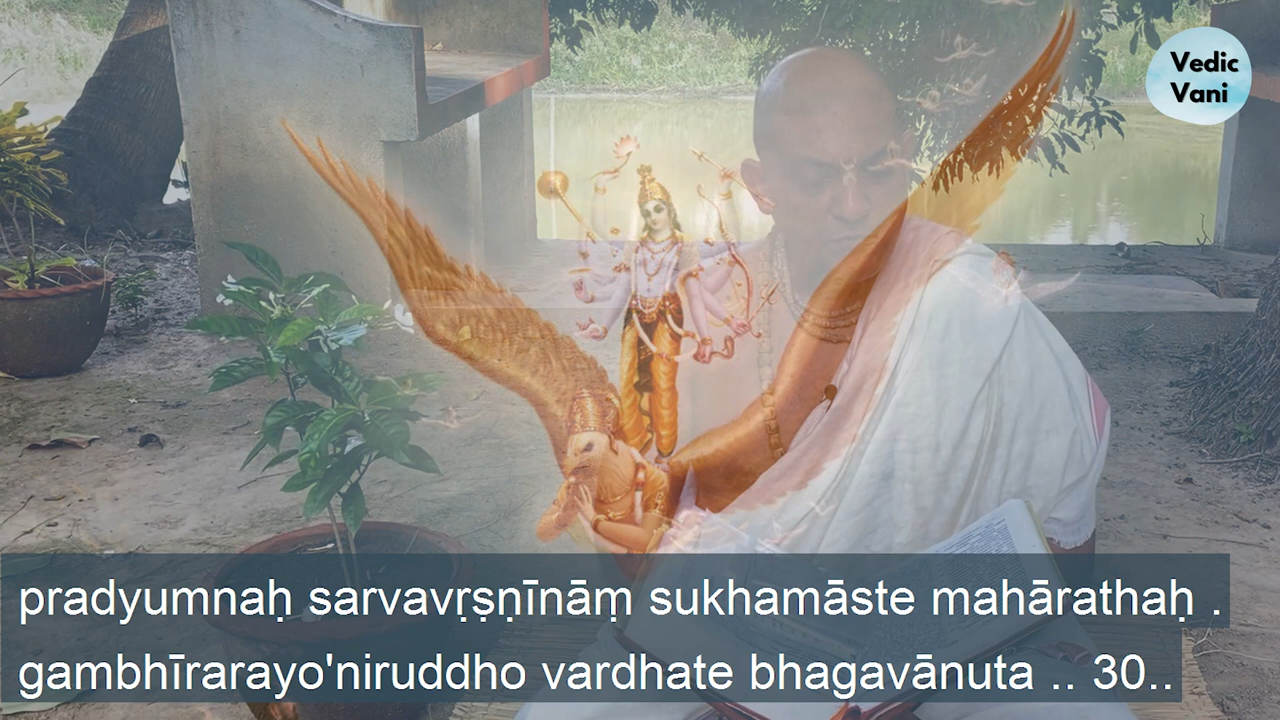 Vedic
Vani
pradyumnaḥ sarvavṛṣṇīnāṃ sukhamāste mahārathaḥ .
gambhīrarayo'niruddho vardhate bhagavānuta .. 30..